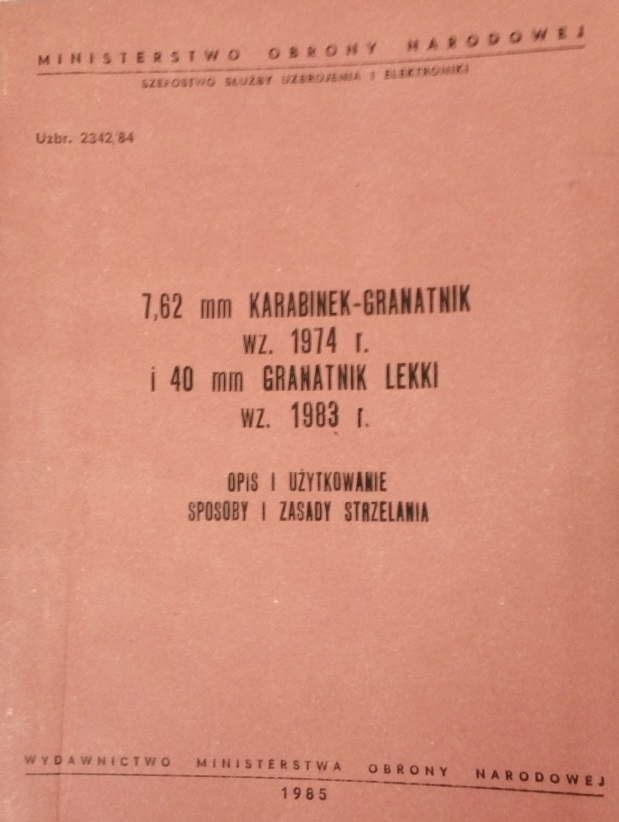 MINISTERSTWO OBRONY NARODOWEJ
SZEFOSTWO SŁUŻBY UZBROJENIA I ELEKTRONIKI
Uzbr. 2342/84
7,62 mm KARABINEK-GRANATNIK
wz. 1974 r.
i 40 mm GRANATNIK LEKKI
wz. 1983 r.
OPIS I UŻYTKOWANIE
SPOSOBY I ZASADY STRZELANIA
WYDAWNICTWO MINISTERSTWA OBRONY NARODOWEJ
1985